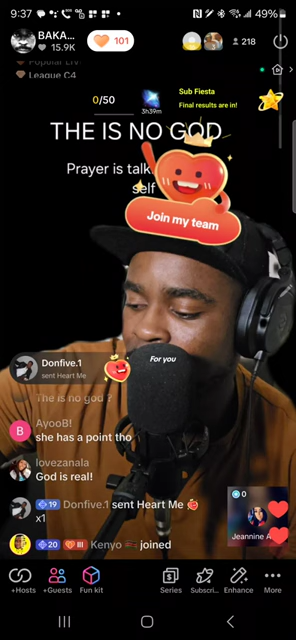 9:37
49%
BAKA...
15.9K
101
218
Popular Live
League C4
0/50
3h39m
Sub Fiesta
Final results are in!
THE IS NO GOD
Prayer is talk
self
Join my team
For you
Donfive.1
sent Heart Me
The is no god ?
B
AyooB!
she has a point tho
lovezanala
God is real!
19 Donfive.1 sent Heart Me
x1
20 III Kenyo joined
0
Jeannine A
+Hosts
+Guests
Fun kit
Series
Subscri...
Enhance
More